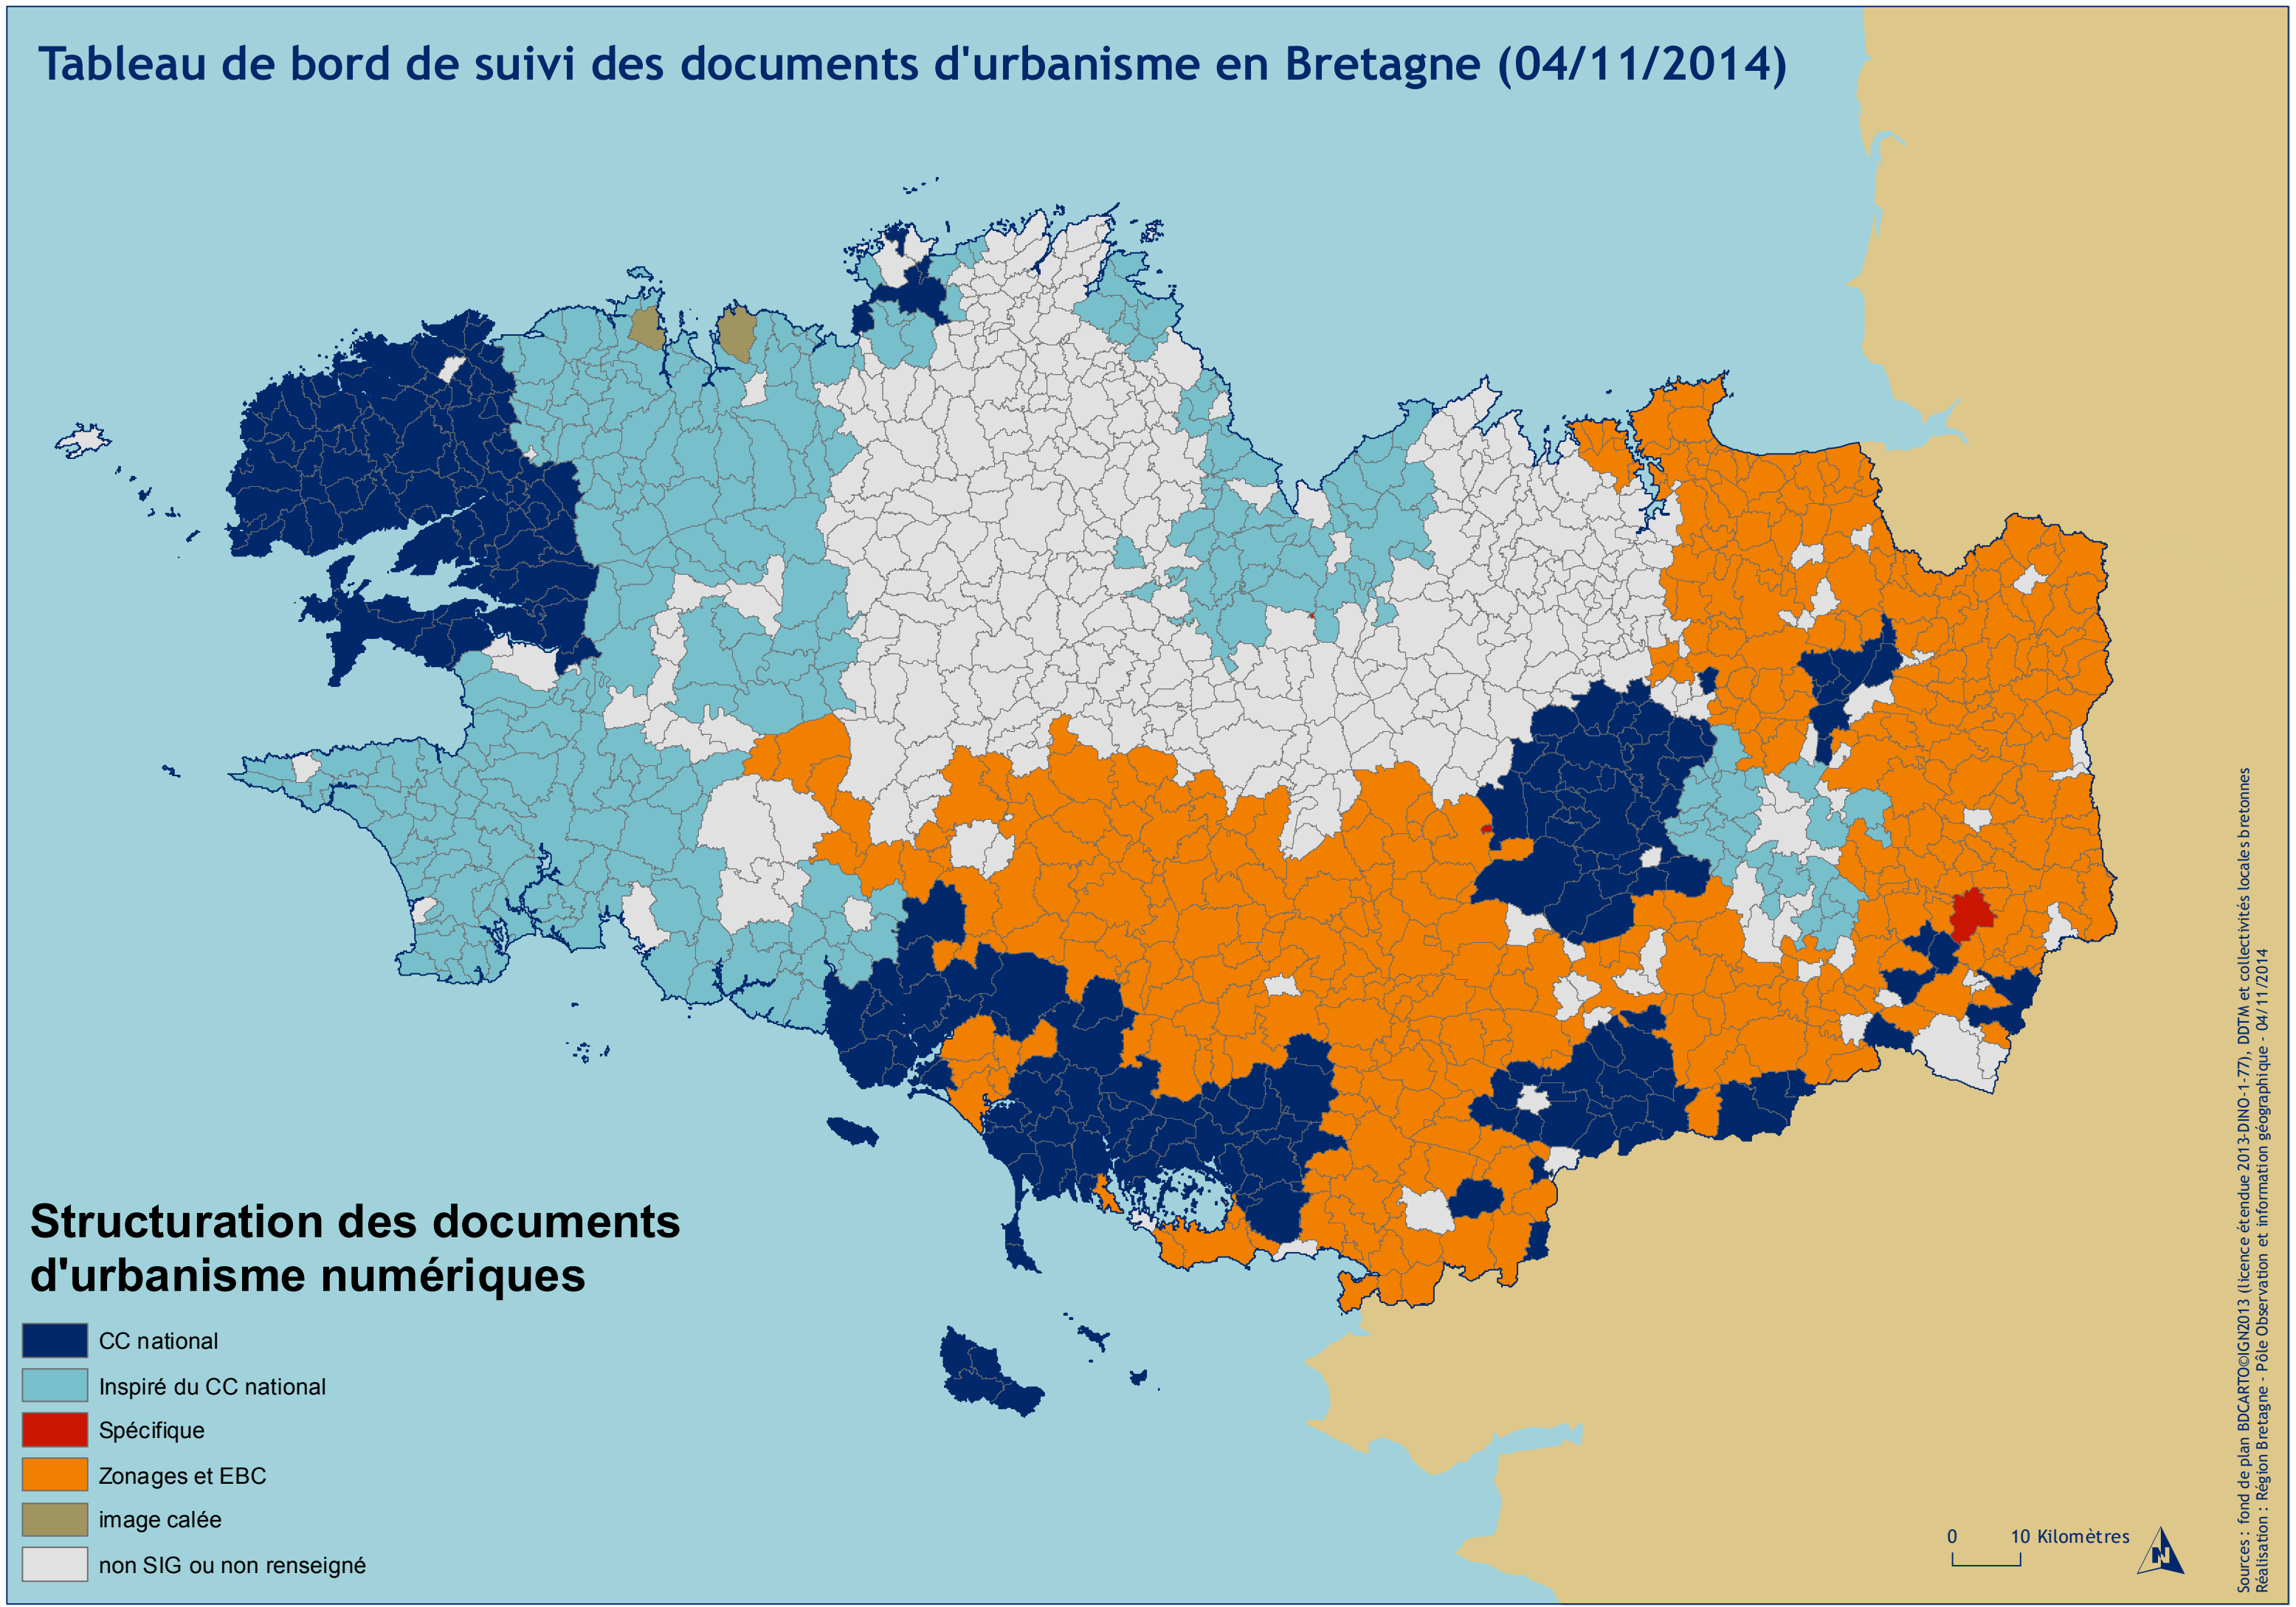 Tableau de bord de suivi des documents d'urbanisme en Bretagne (04/11/2014)
Structuration des documents
d'urbanisme numériques
CC national
Inspiré du CC national
Spécifique
Zonages et EBC
image calée
non SIG ou non renseigné
0 10 Kilomètres
N
Sources : fond de plan BDCARTO©IGN2013 (licence étendue 2013-DINO-1-77), DDTM et collectivités locales bretonnes
Réalisation : Région Bretagne - Pôle Observation et information géographique - 04/11/2014